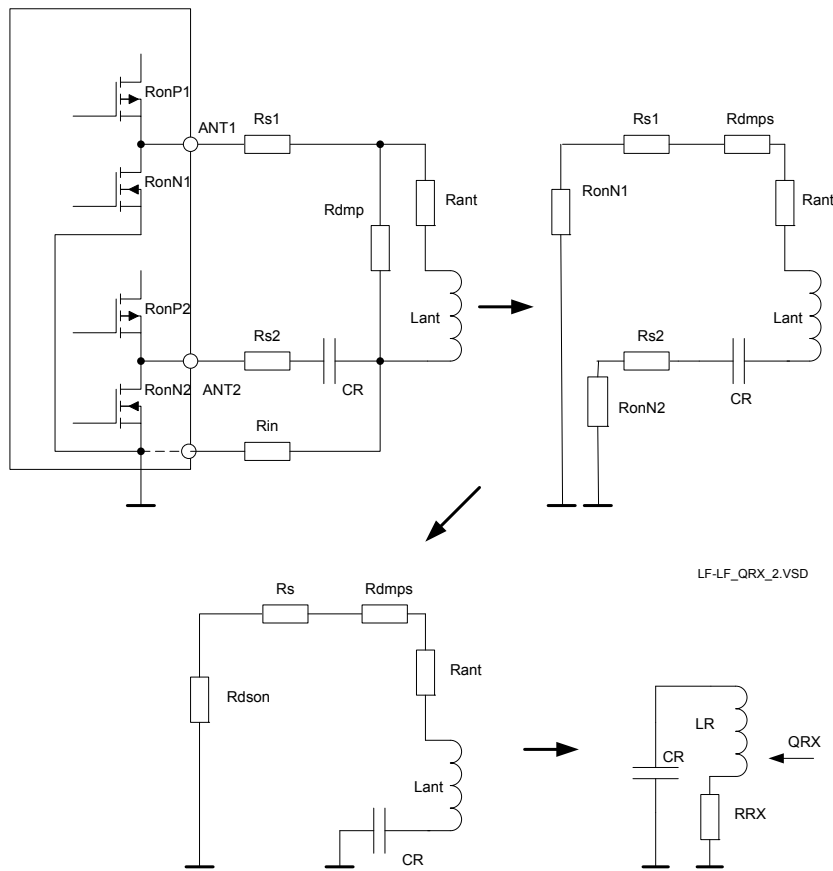 RonP1
ANT1
Rs1
RonN1
Rdmp
Rant
Lant
RonP2
Rs2
CR
RonN2
ANT2
Rin
Rs1
Rdmps
RonN1
Rant
Lant
Rs2
CR
RonN2
LF-LF_QRX_2.VSD
Rs
Rdmps
Rant
Rdson
Lant
CR
LR
CR
QRX
RRX